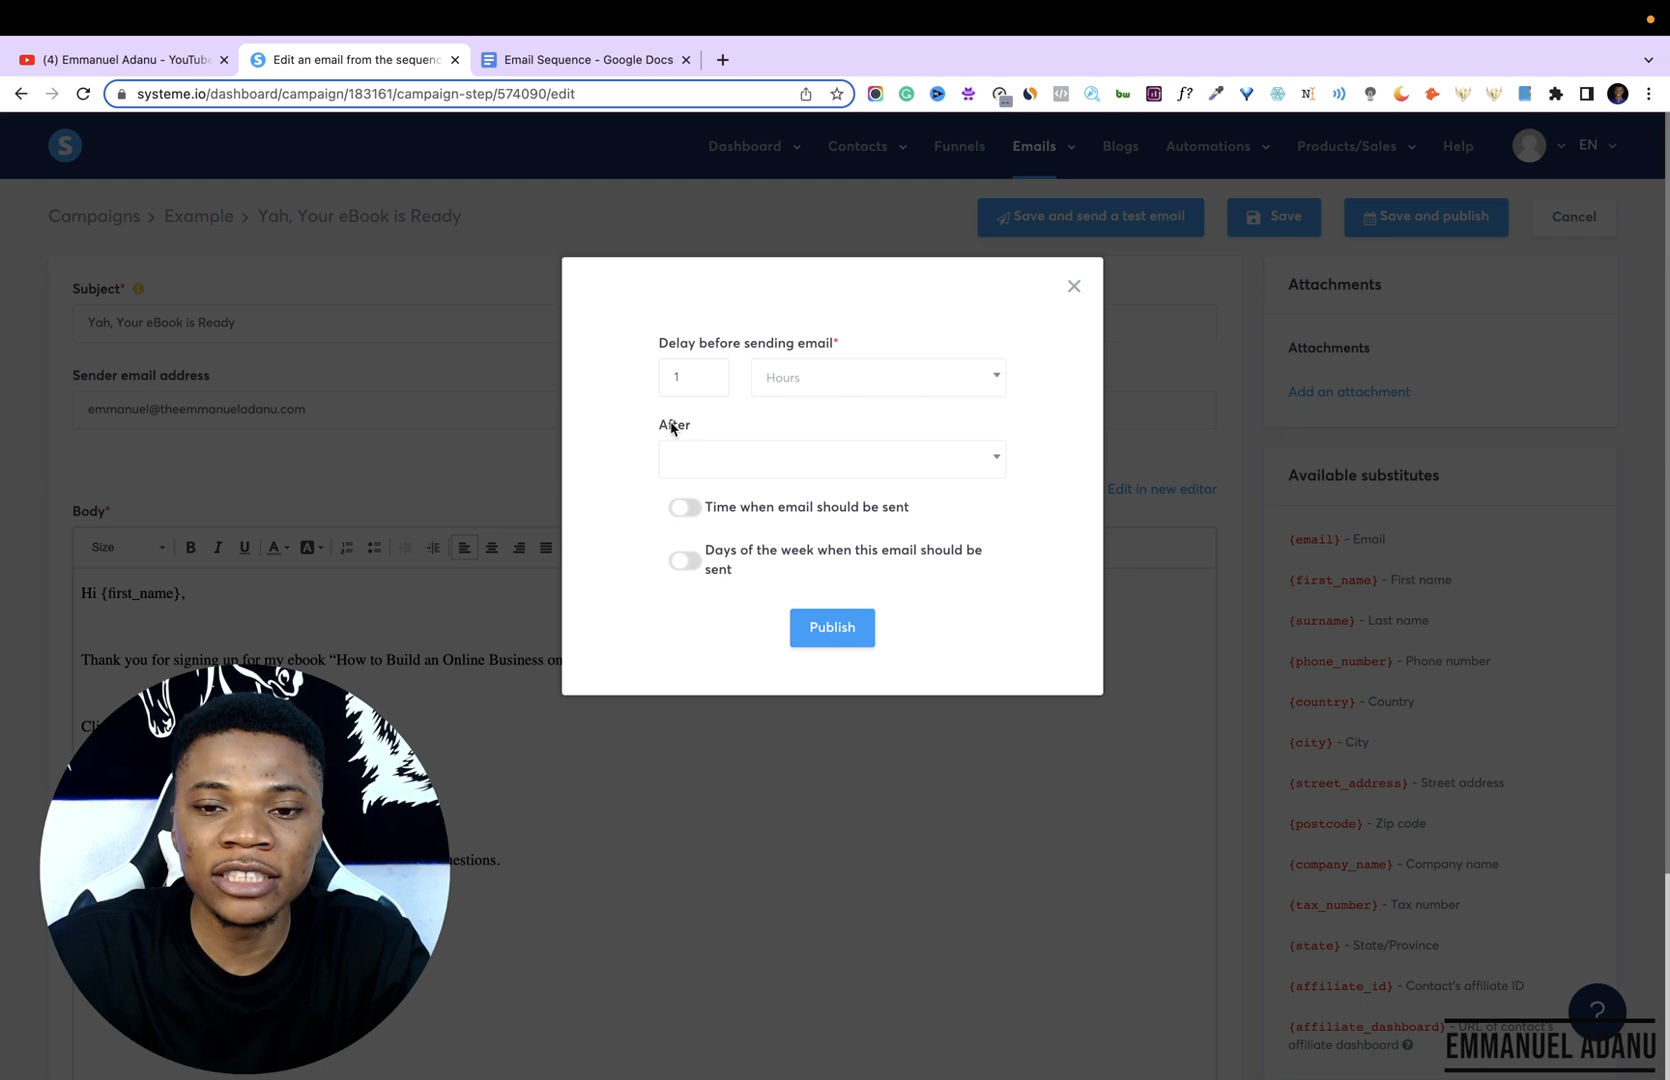 (4) Emmanuel Adanu - YouTube
Edit an email from the sequenc
Email Sequence - Google Docs
systeme.io/dashboard/campaign/183161/campaign-step/574090/edit
S
Dashboard
Contacts
Funnels
Emails
Blogs
Automations
Products/Sales
Help
EN
Campaigns > Example > Yah, Your eBook is Ready
Save and send a test email
Save
Save and publish
Cancel
Subject*
Yah, Your eBook is Ready
Sender email address
emmanuel@theemmanueladanu.com
Edit in new editor
Body*
Size
B I U A A
Hi {first_name},
Thank you for signing up for my ebook “How to Build an Online Business on
estions.
Delay before sending email*
1
Hours
After
Time when email should be sent
Days of the week when this email should be
sent
Publish
Attachments
Attachments
Add an attachment
Available substitutes
{email} - Email
{first_name} - First name
{surname} - Last name
{phone_number} - Phone number
{country} - Country
{city} - City
{street_address} - Street address
{postcode} - Zip code
{company_name} - Company name
{tax_number} - Tax number
{state} - State/Province
{affiliate_id} - Contact's affiliate ID
{affiliate_dashboard} - URL of contact's
affiliate dashboard
?
EMMANUEL ADANU